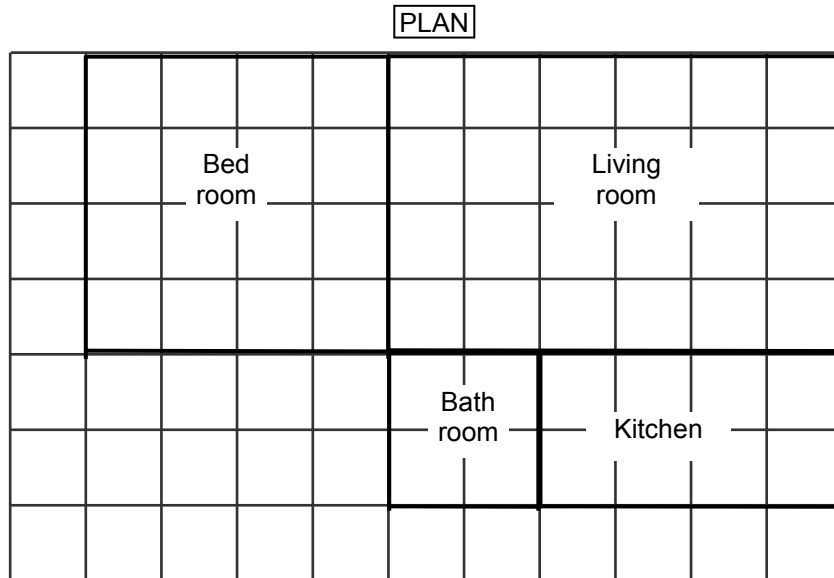 PLAN
Bed
room
Living
room
Bath
room
Kitchen